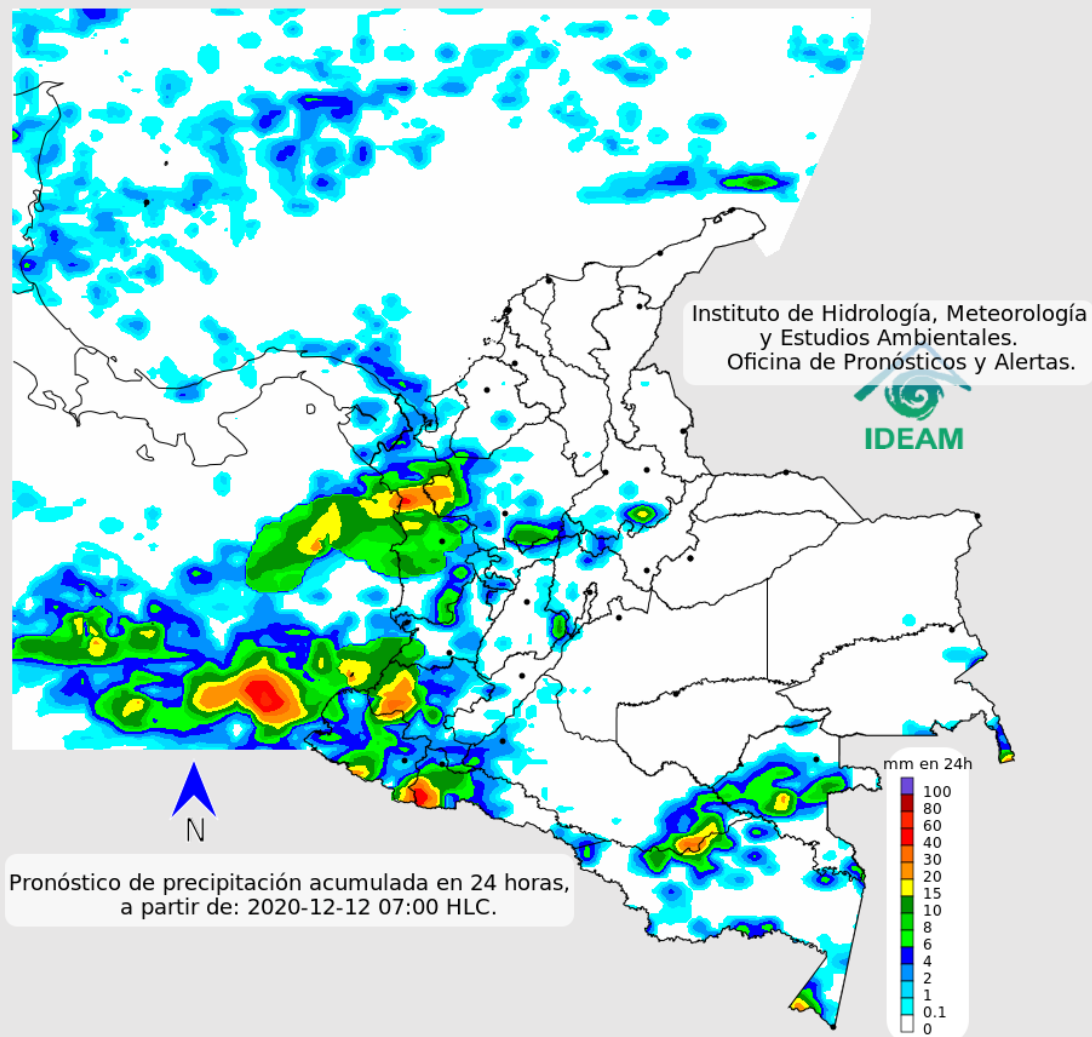 Instituto de Hidrología, Meteorología
y Estudios Ambientales.
Oficina de Pronósticos y Alertas.
IDEAM
mm en 24h
100
80
60
40
30
20
15
10
8
6
4
2
1
0.1
0
N
Pronóstico de precipitación acumulada en 24 horas,
a partir de: 2020-12-12 07:00 HLC.